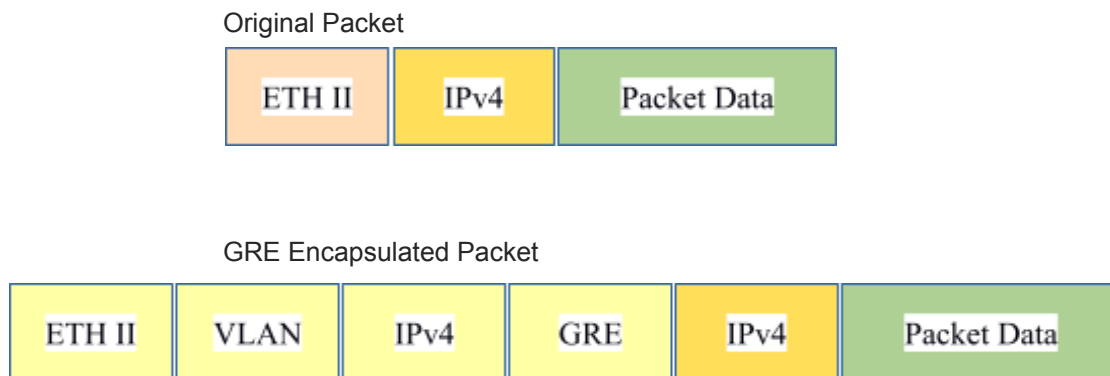 Original Packet
ETH II IPv4 Packet Data
GRE Encapsulated Packet
ETH II VLAN IPv4 GRE IPv4 Packet Data